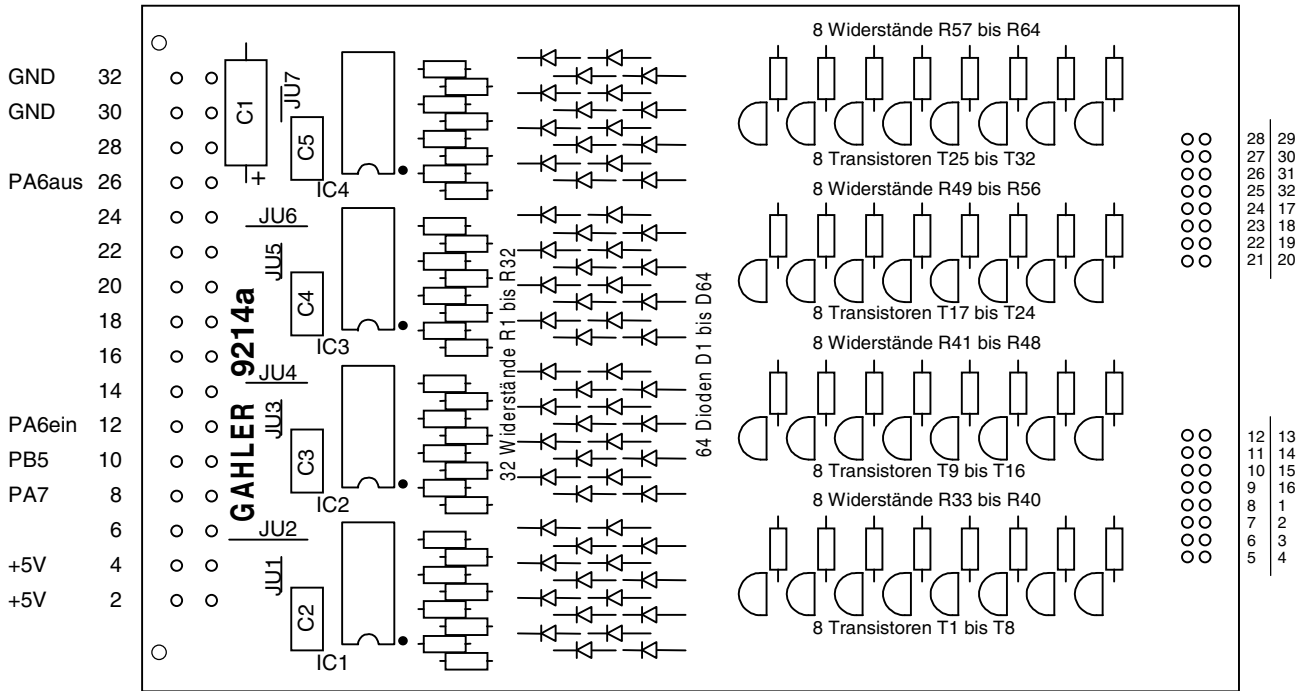 GND 32
GND 30
28
PA6aus 26
24
22
20
18
16
14
PA6ein 12
PB5 10
PA7 8
6
+5V 4
+5V 2
C1
+
JU7
C5
IC4
JU6
JU5
C4
IC3
GAHLER 9214a
JU4
JU3
C3
IC2
JU2
JU1
C2
IC1
32 Widerstände R1 bis R32
64 Dioden D1 bis D64
8 Widerstände R57 bis R64
8 Transistoren T25 bis T32
8 Widerstände R49 bis R56
8 Transistoren T17 bis T24
8 Widerstände R41 bis R48
8 Transistoren T9 bis T16
8 Widerstände R33 bis R40
8 Transistoren T1 bis T8
28 29
27 30
26 31
25 32
24 17
23 18
22 19
21 20
12 13
11 14
10 15
9 16
8 1
7 2
6 3
5 4